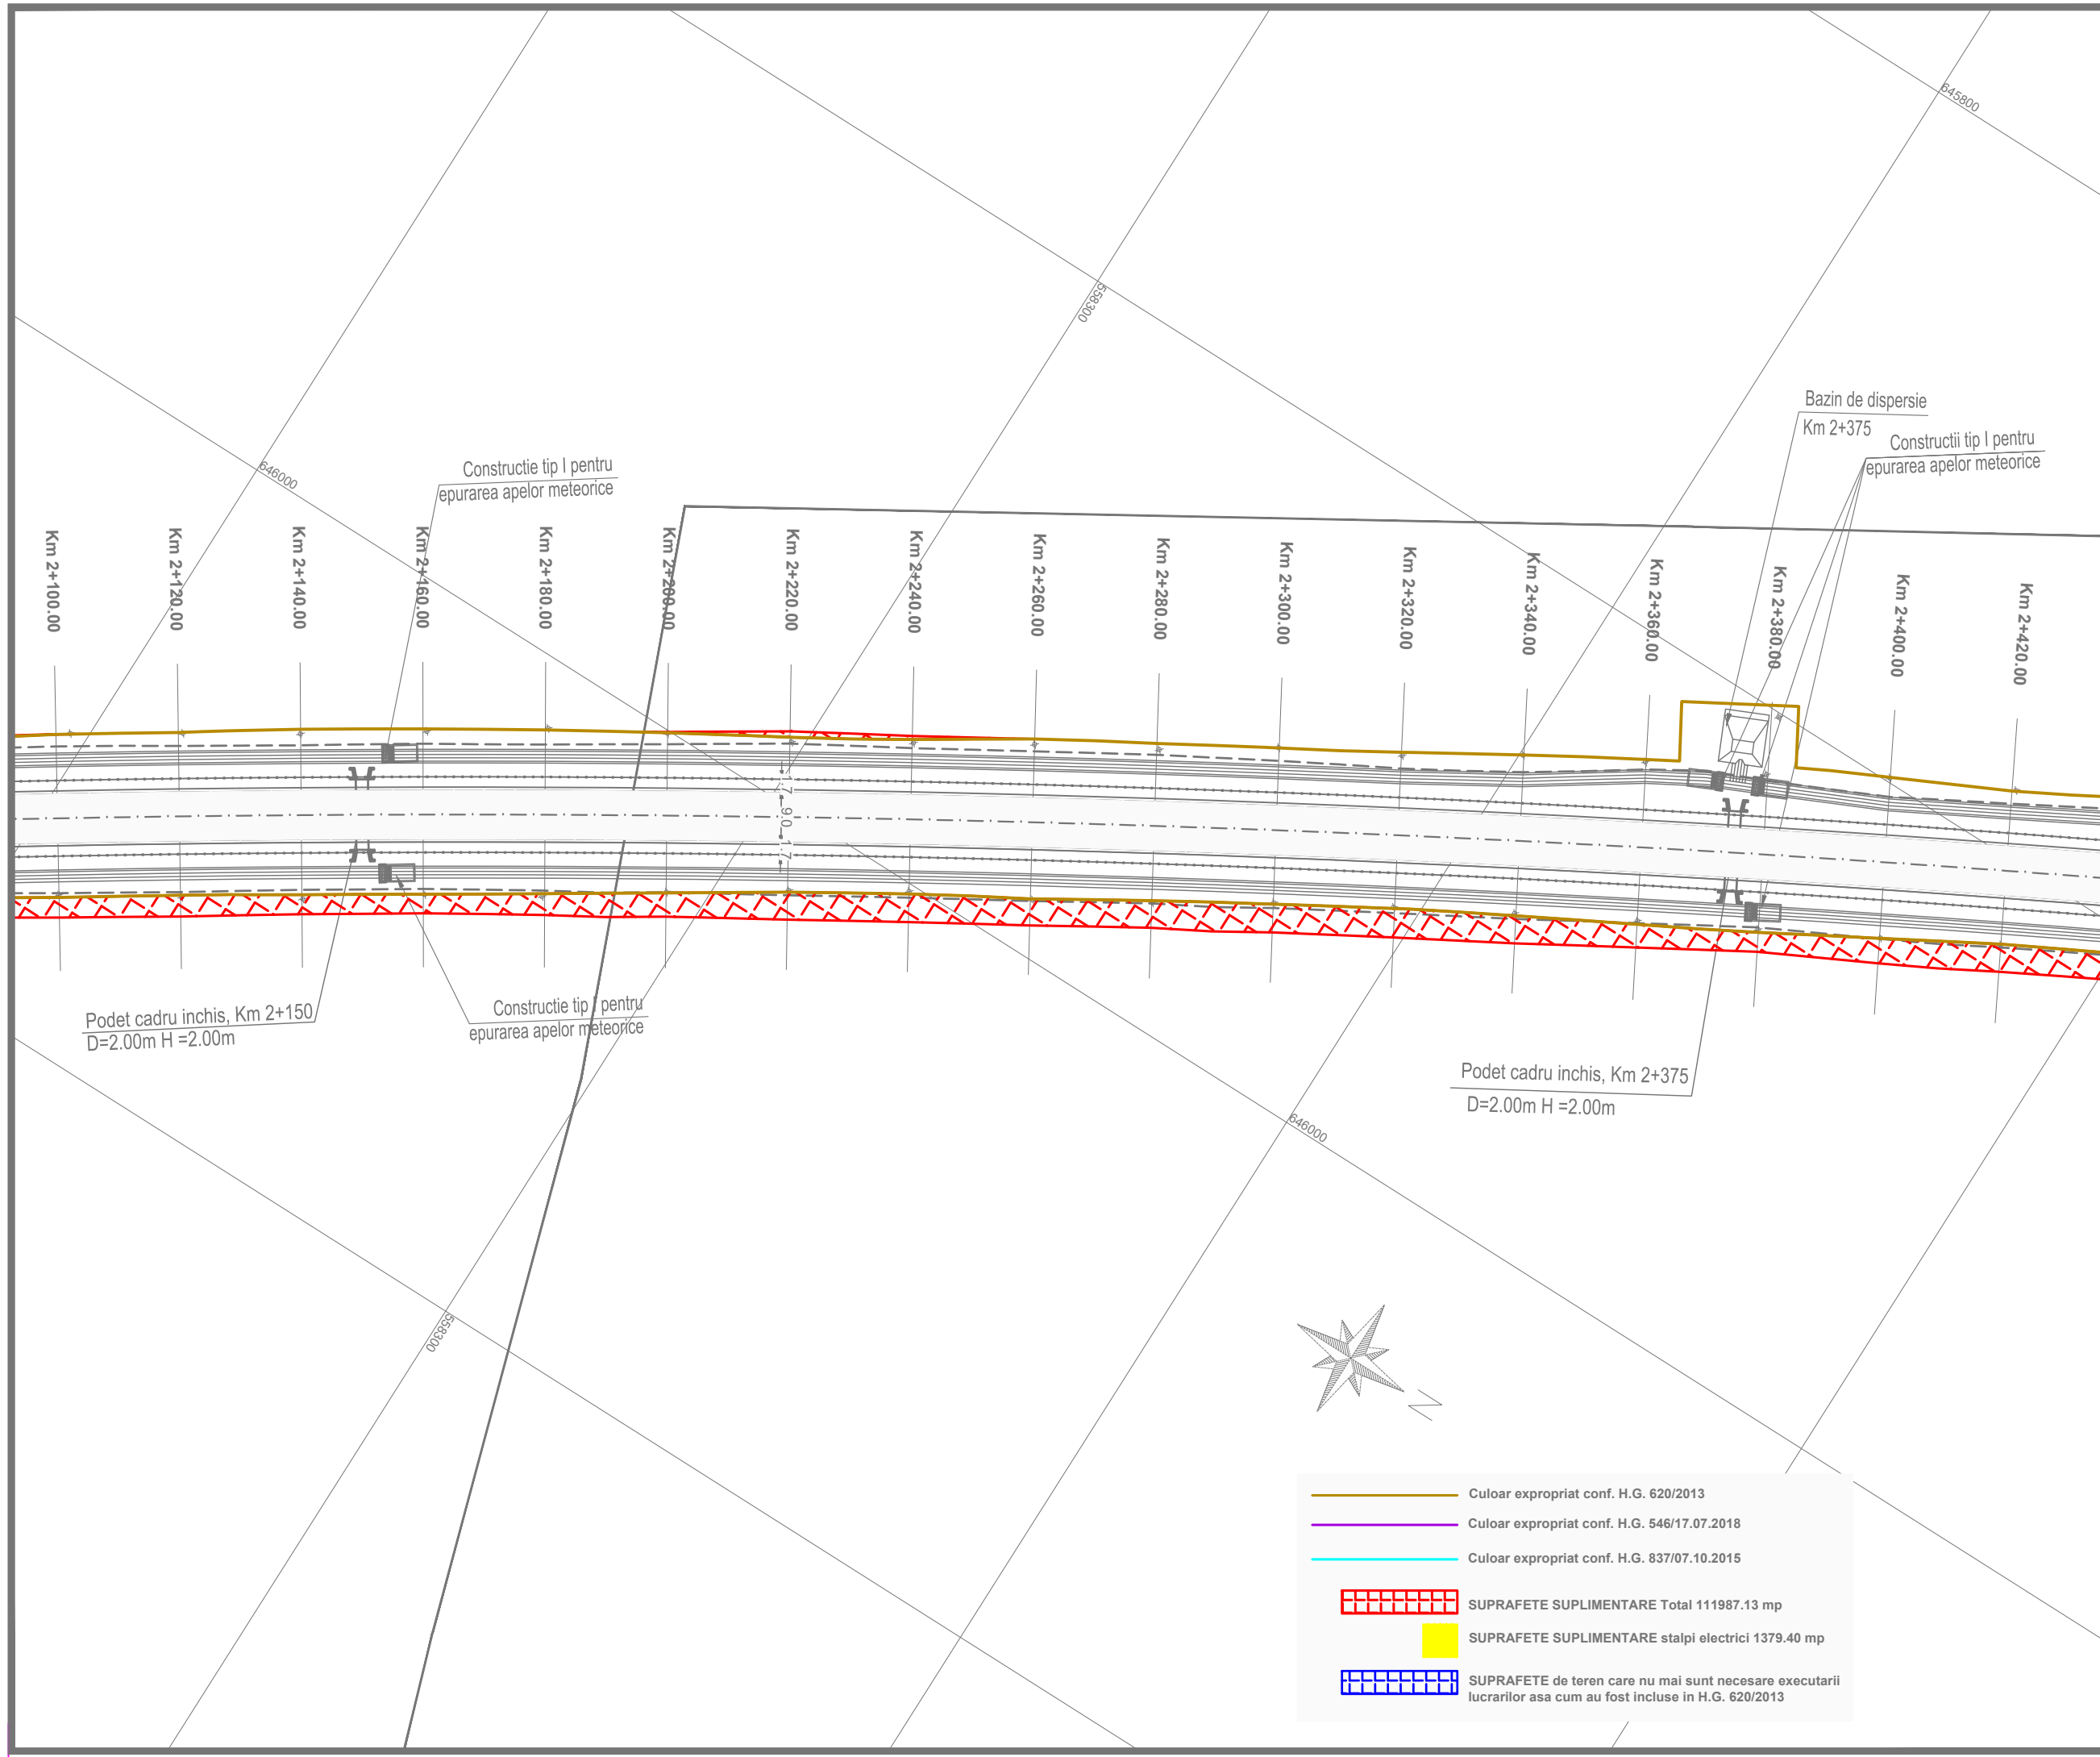 645800
558300
Bazin de dispersie
Km 2+375
Constructii tip I pentru
epurarea apelor meteorice
Constructie tip I pentru
epurarea apelor meteorice
646000
Km 2+100.00
Km 2+120.00
Km 2+140.00
Km 2+160.00
Km 2+180.00
Km 2+200.00
Km 2+220.00
Km 2+240.00
Km 2+260.00
Km 2+280.00
Km 2+300.00
Km 2+320.00
Km 2+340.00
Km 2+360.00
Km 2+380.00
Km 2+400.00
Km 2+420.00
1.7 9.0 1.7
Podet cadru inchis, Km 2+150
D=2.00m H =2.00m
Constructie tip I pentru
epurarea apelor meteorice
Podet cadru inchis, Km 2+375
D=2.00m H =2.00m
646000
558300
N
Culoar expropriat conf. H.G. 620/2013
Culoar expropriat conf. H.G. 546/17.07.2018
Culoar expropriat conf. H.G. 837/07.10.2015
SUPRAFETE SUPLIMENTARE Total 111987.13 mp
SUPRAFETE SUPLIMENTARE stalpi electrici 1379.40 mp
SUPRAFETE de teren care nu mai sunt necesare executarii
lucrarilor asa cum au fost incluse in H.G. 620/2013